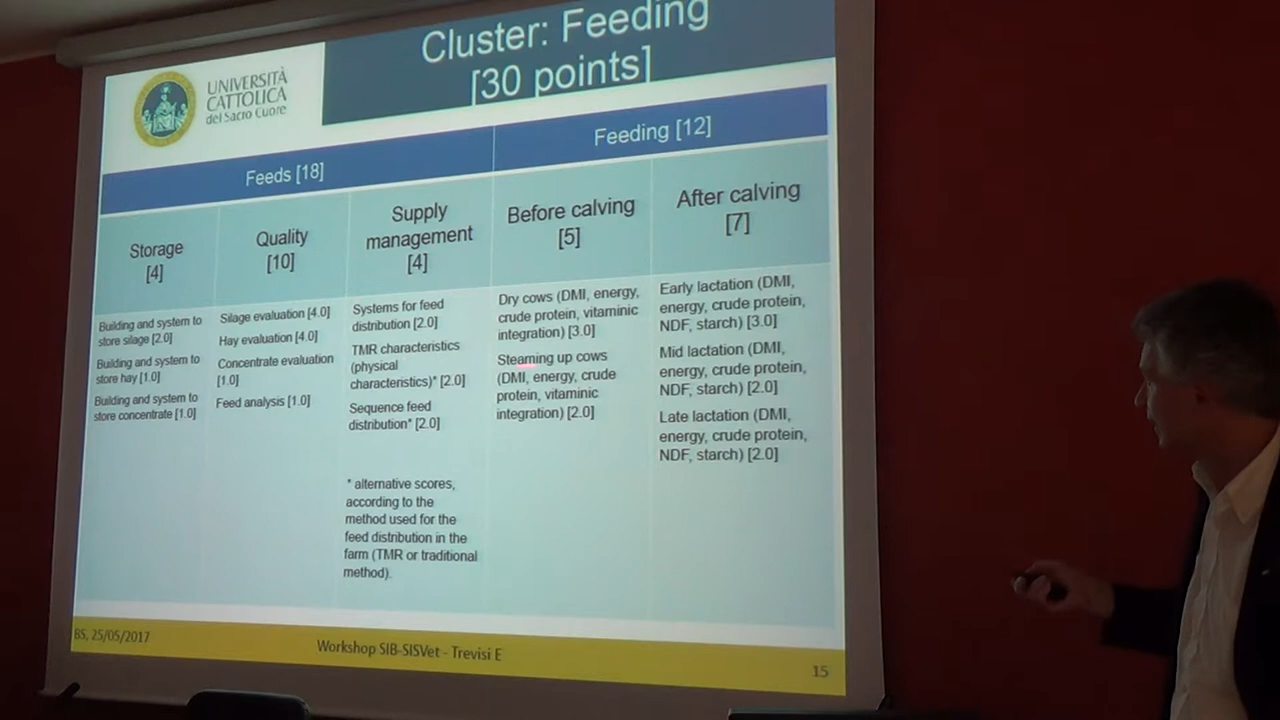 Cluster: Feeding
[30 points]
UNIVERSITÀ
CATTOLICA
del Sacro Cuore
Feeds [18]
Feeding [12]
Storage
[4]
Quality
[10]
Supply
management
[4]
Before calving
[5]
After calving
[7]
Building and system to
store silage [2.0]
Building and system to
store hay [1.0]
Building and system to
store concentrate [1.0]
Silage evaluation [4.0]
Hay evaluation [4.0]
Concentrate evaluation
[1.0]
Feed analysis [1.0]
Systems for feed
distribution [2.0]
TMR characteristics
(physical
characteristics)* [2.0]
Sequence feed
distribution* [2.0]
* alternative scores,
according to the
method used for the
feed distribution in the
farm (TMR or traditional
method).
Dry cows (DMI, energy,
crude protein, vitaminic
integration) [3.0]
Steaming up cows
(DMI, energy, crude
protein, vitaminic
integration) [2.0]
Early lactation (DMI,
energy, crude protein,
NDF, starch) [3.0]
Mid lactation (DMI,
energy, crude protein,
NDF, starch) [2.0]
Late lactation (DMI,
energy, crude protein,
NDF, starch) [2.0]
BS, 25/05/2017
Workshop SIB-SISVet - Trevisi E
15